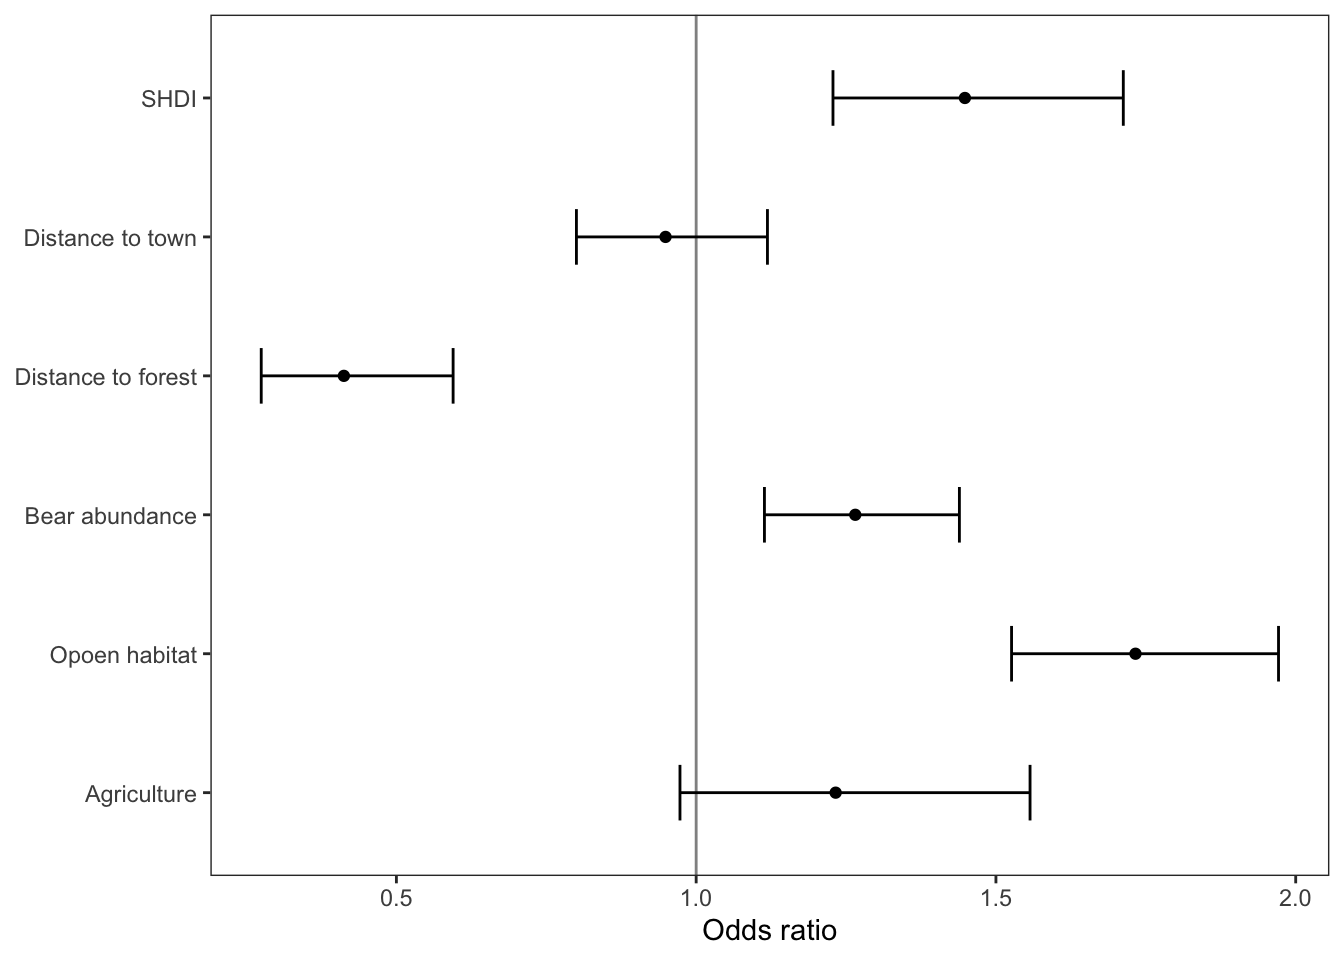 SHDI
Distance to town
Distance to forest
Bear abundance
Opoen habitat
Agriculture
0.5 1.0 1.5 2.0
Odds ratio